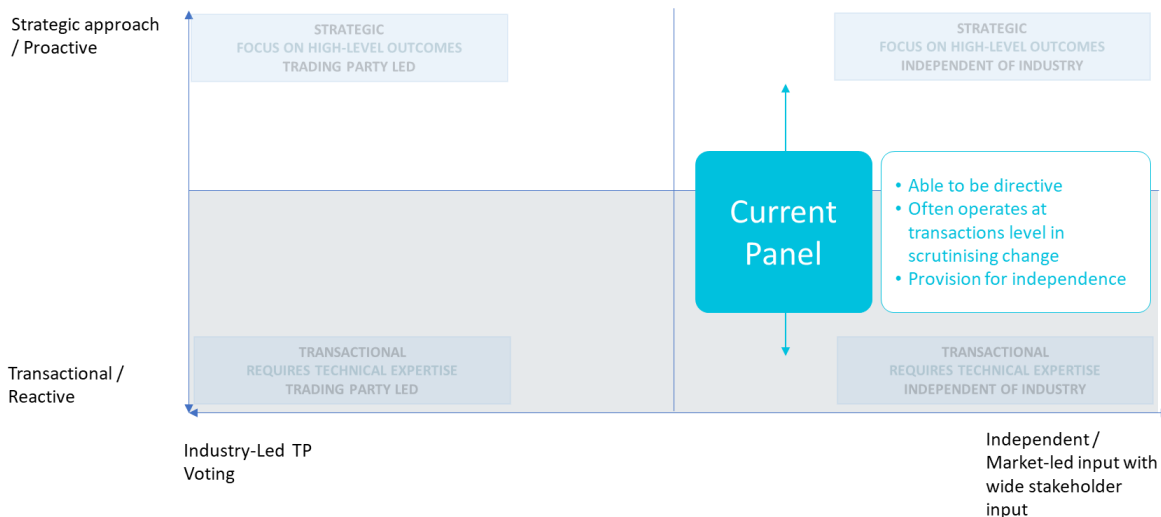 Strategic approach
/ Proactive
STRATEGIC
FOCUS ON HIGH-LEVEL OUTCOMES
TRADING PARTY LED
STRATEGIC
FOCUS ON HIGH-LEVEL OUTCOMES
INDEPENDENT OF INDUSTRY
Current
Panel
• Able to be directive
• Often operates at
transactions level in
scrutinising change
• Provision for independence
TRANSACTIONAL
REQUIRES TECHNICAL EXPERTISE
TRADING PARTY LED
TRANSACTIONAL
REQUIRES TECHNICAL EXPERTISE
INDEPENDENT OF INDUSTRY
Transactional /
Reactive
Industry-Led TP
Voting
Independent /
Market-led input with
wide stakeholder
input